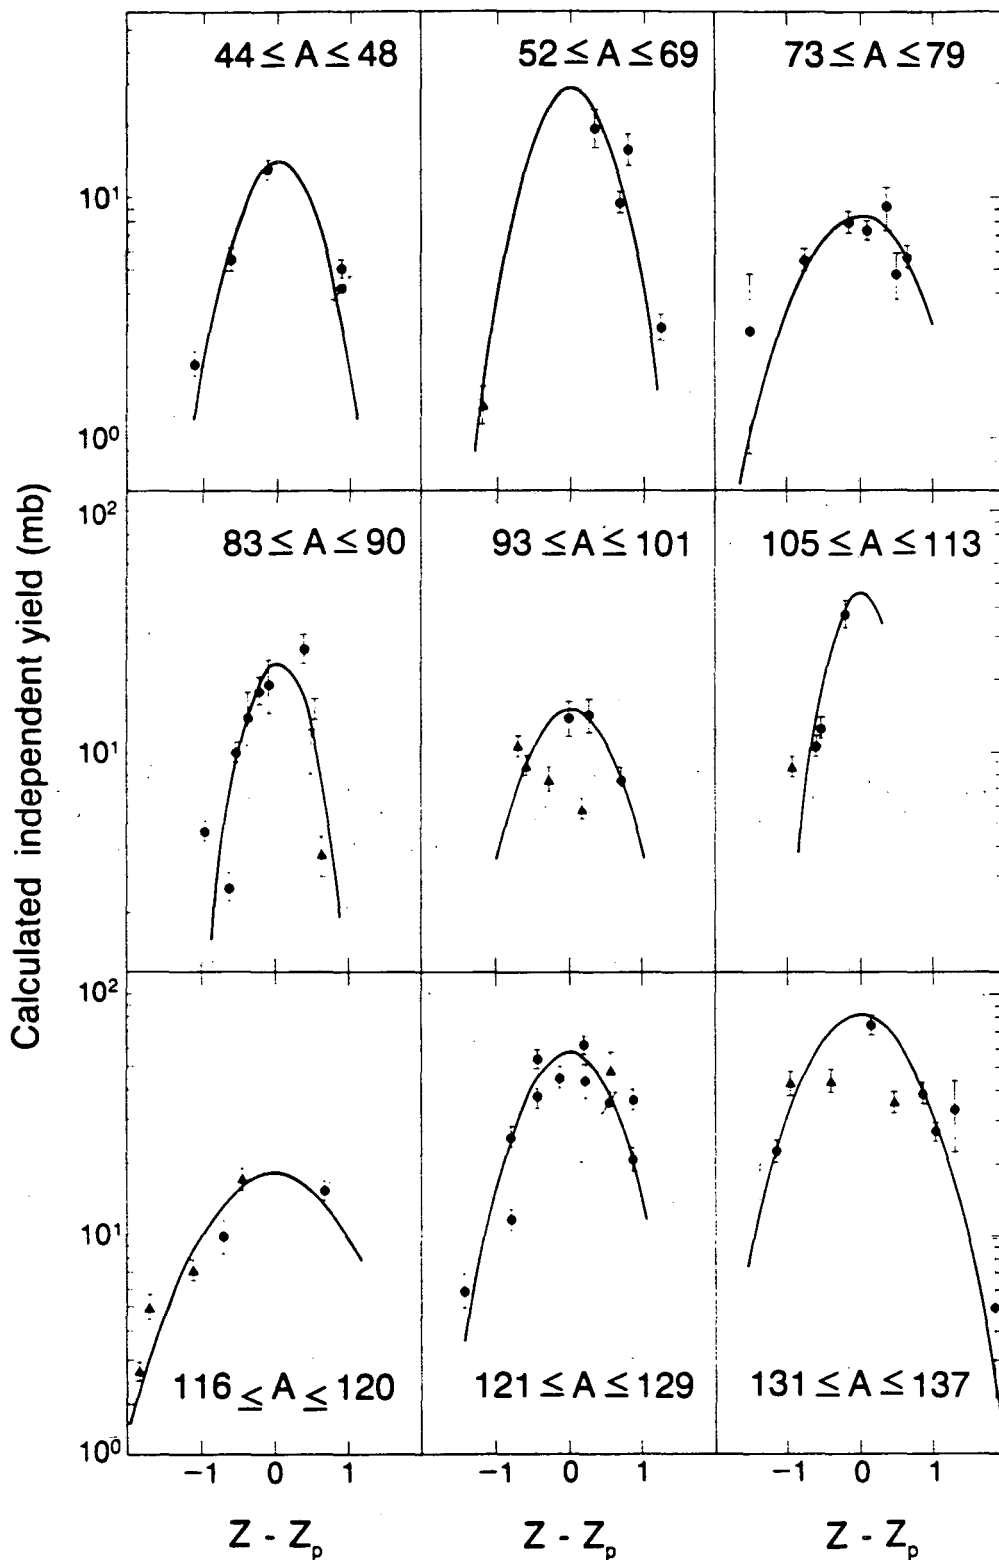 44 ≤ A ≤ 48
52 ≤ A ≤ 69
73 ≤ A ≤ 79
10¹
10⁰
10²
83 ≤ A ≤ 90
93 ≤ A ≤ 101
105 ≤ A ≤ 113
10¹
Calculated independent yield (mb)
10²
10¹
116 ≤ A ≤ 120
121 ≤ A ≤ 129
131 ≤ A ≤ 137
10⁰
−1 0 1
−1 0 1
−1 0 1
Z - Zₚ
Z - Zₚ
Z - Zₚ